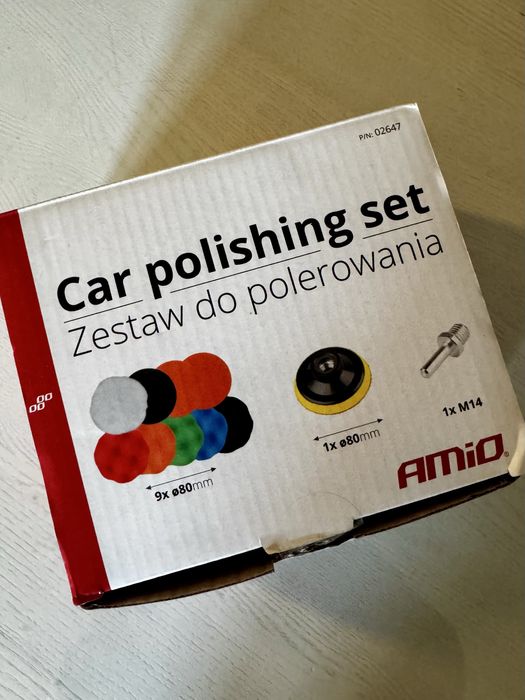 P/N: 02647
Car polishing set
Zestaw do polerowania
9x ø80mm
1x ø80mm
1x M14
AMiO®